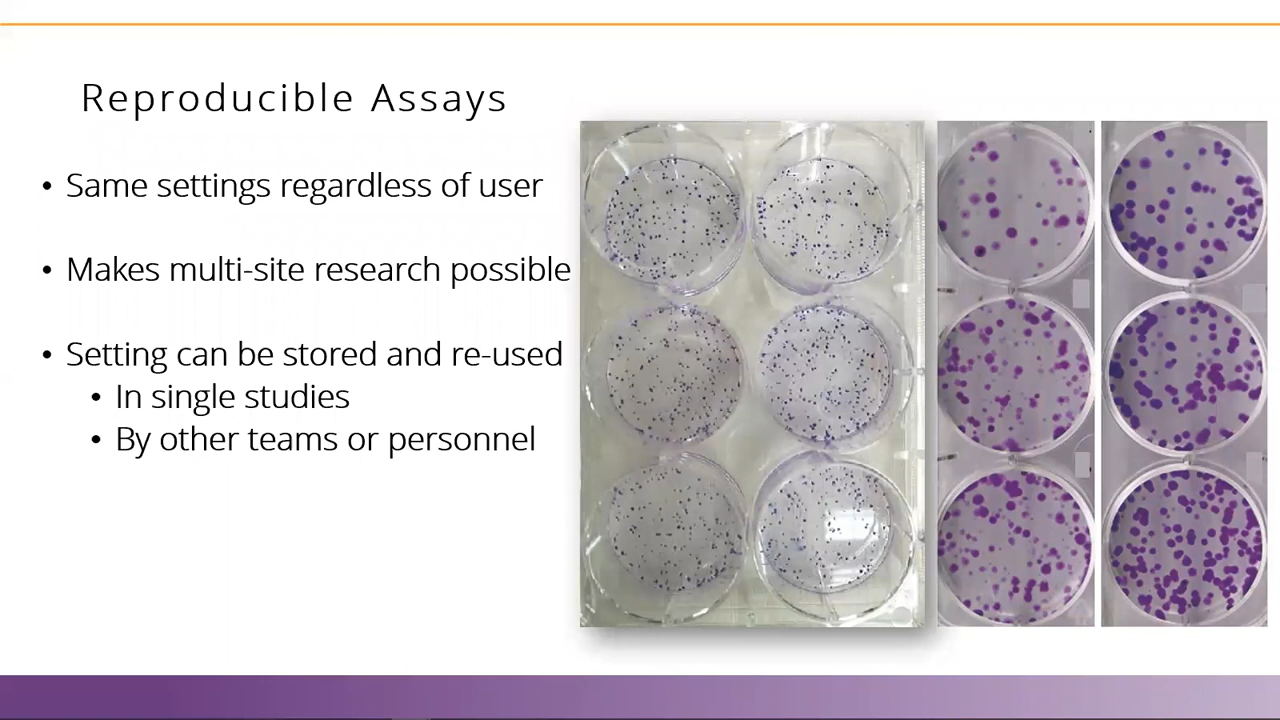 Reproducible Assays
• Same settings regardless of user
• Makes multi-site research possible
• Setting can be stored and re-used
• In single studies
• By other teams or personnel